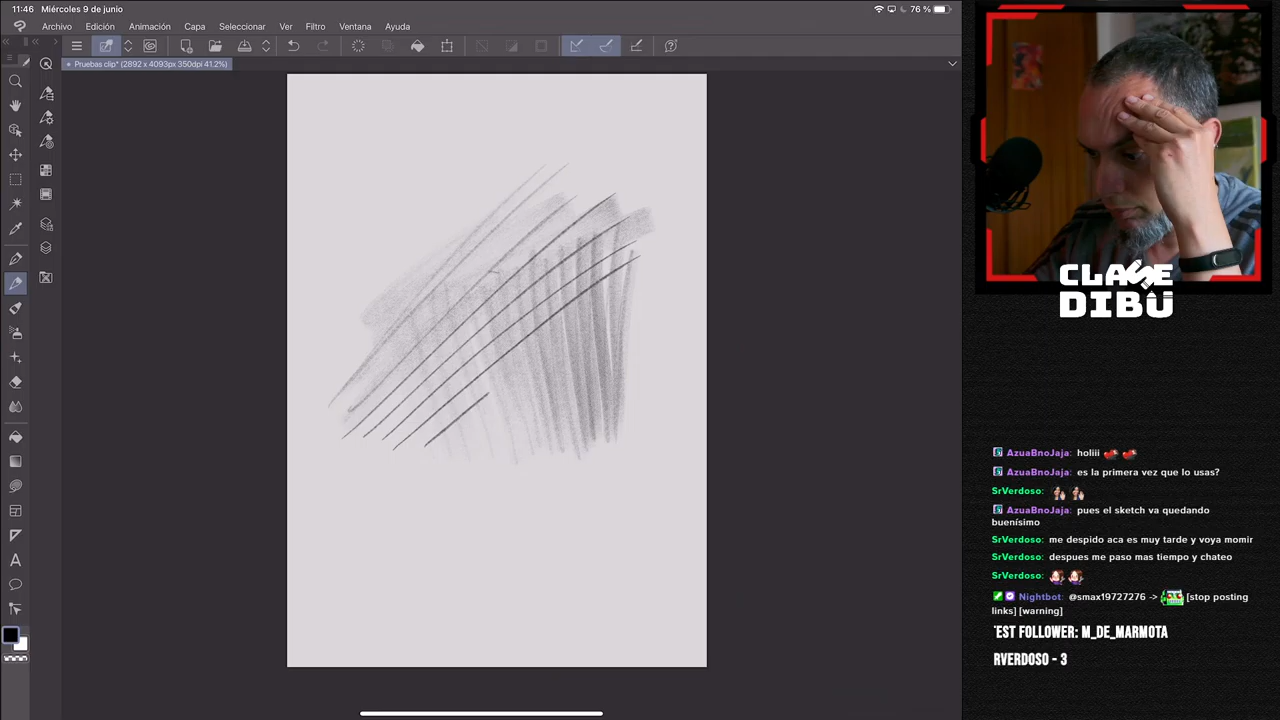 11:46 Miércoles 9 de junio
76 %
Archivo Edición Animación Capa Seleccionar Ver Filtro Ventana Ayuda
Pruebas clip* (2892 x 4093px 350dpi 41.2%)
CLASE
DIBU
AzuaBnoJaja: holiii
AzuaBnoJaja: es la primera vez que lo usas?
SrVerdoso:
AzuaBnoJaja: pues el sketch va quedando
buenísimo
SrVerdoso: me despido aca es muy tarde y voya momir
SrVerdoso: despues me paso mas tiempo y chateo
SrVerdoso:
Nightbot: @smax19727276 -> [stop posting
links] [warning]
EST FOLLOWER: M_DE_MARMOTA
RVERDOSO - 3